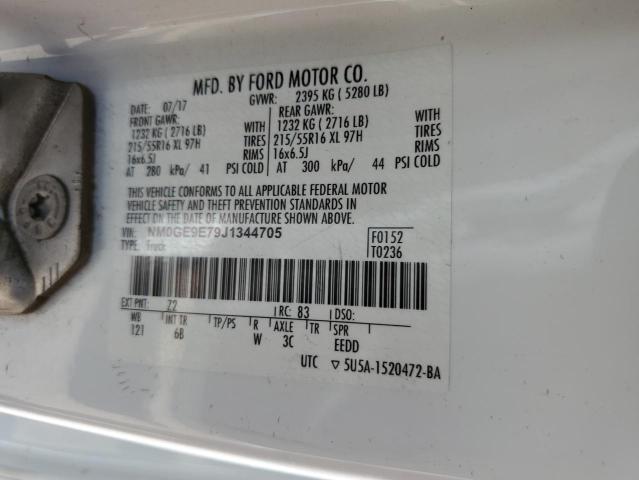 MFD. BY FORD MOTOR CO.
DATE: 07/17 GVWR: 2395 KG ( 5280 LB)
FRONT GAWR: REAR GAWR:
1232 KG ( 2716 LB) WITH 1232 KG ( 2716 LB) WITH
215/55R16 XL 97H TIRES 215/55R16 XL 97H TIRES
16x6.5J RIMS 16x6.5J RIMS
AT 280 kPa/ 41 PSI COLD AT 300 kPa/ 44 PSI COLD
THIS VEHICLE CONFORMS TO ALL APPLICABLE FEDERAL MOTOR
VEHICLE SAFETY AND THEFT PREVENTION STANDARDS IN
EFFECT ON THE DATE OF MANUFACTURE SHOWN ABOVE.
VIN: NM0GE9E79J1344705 F0152
TYPE: Truck T0236
EXT PNT: Z2 RC: 83 DSO:
WB INT TR TP/PS R AXLE TR SPR
121 6B W 3C EEDD
UTC ▽ 5U5A-1520472-BA